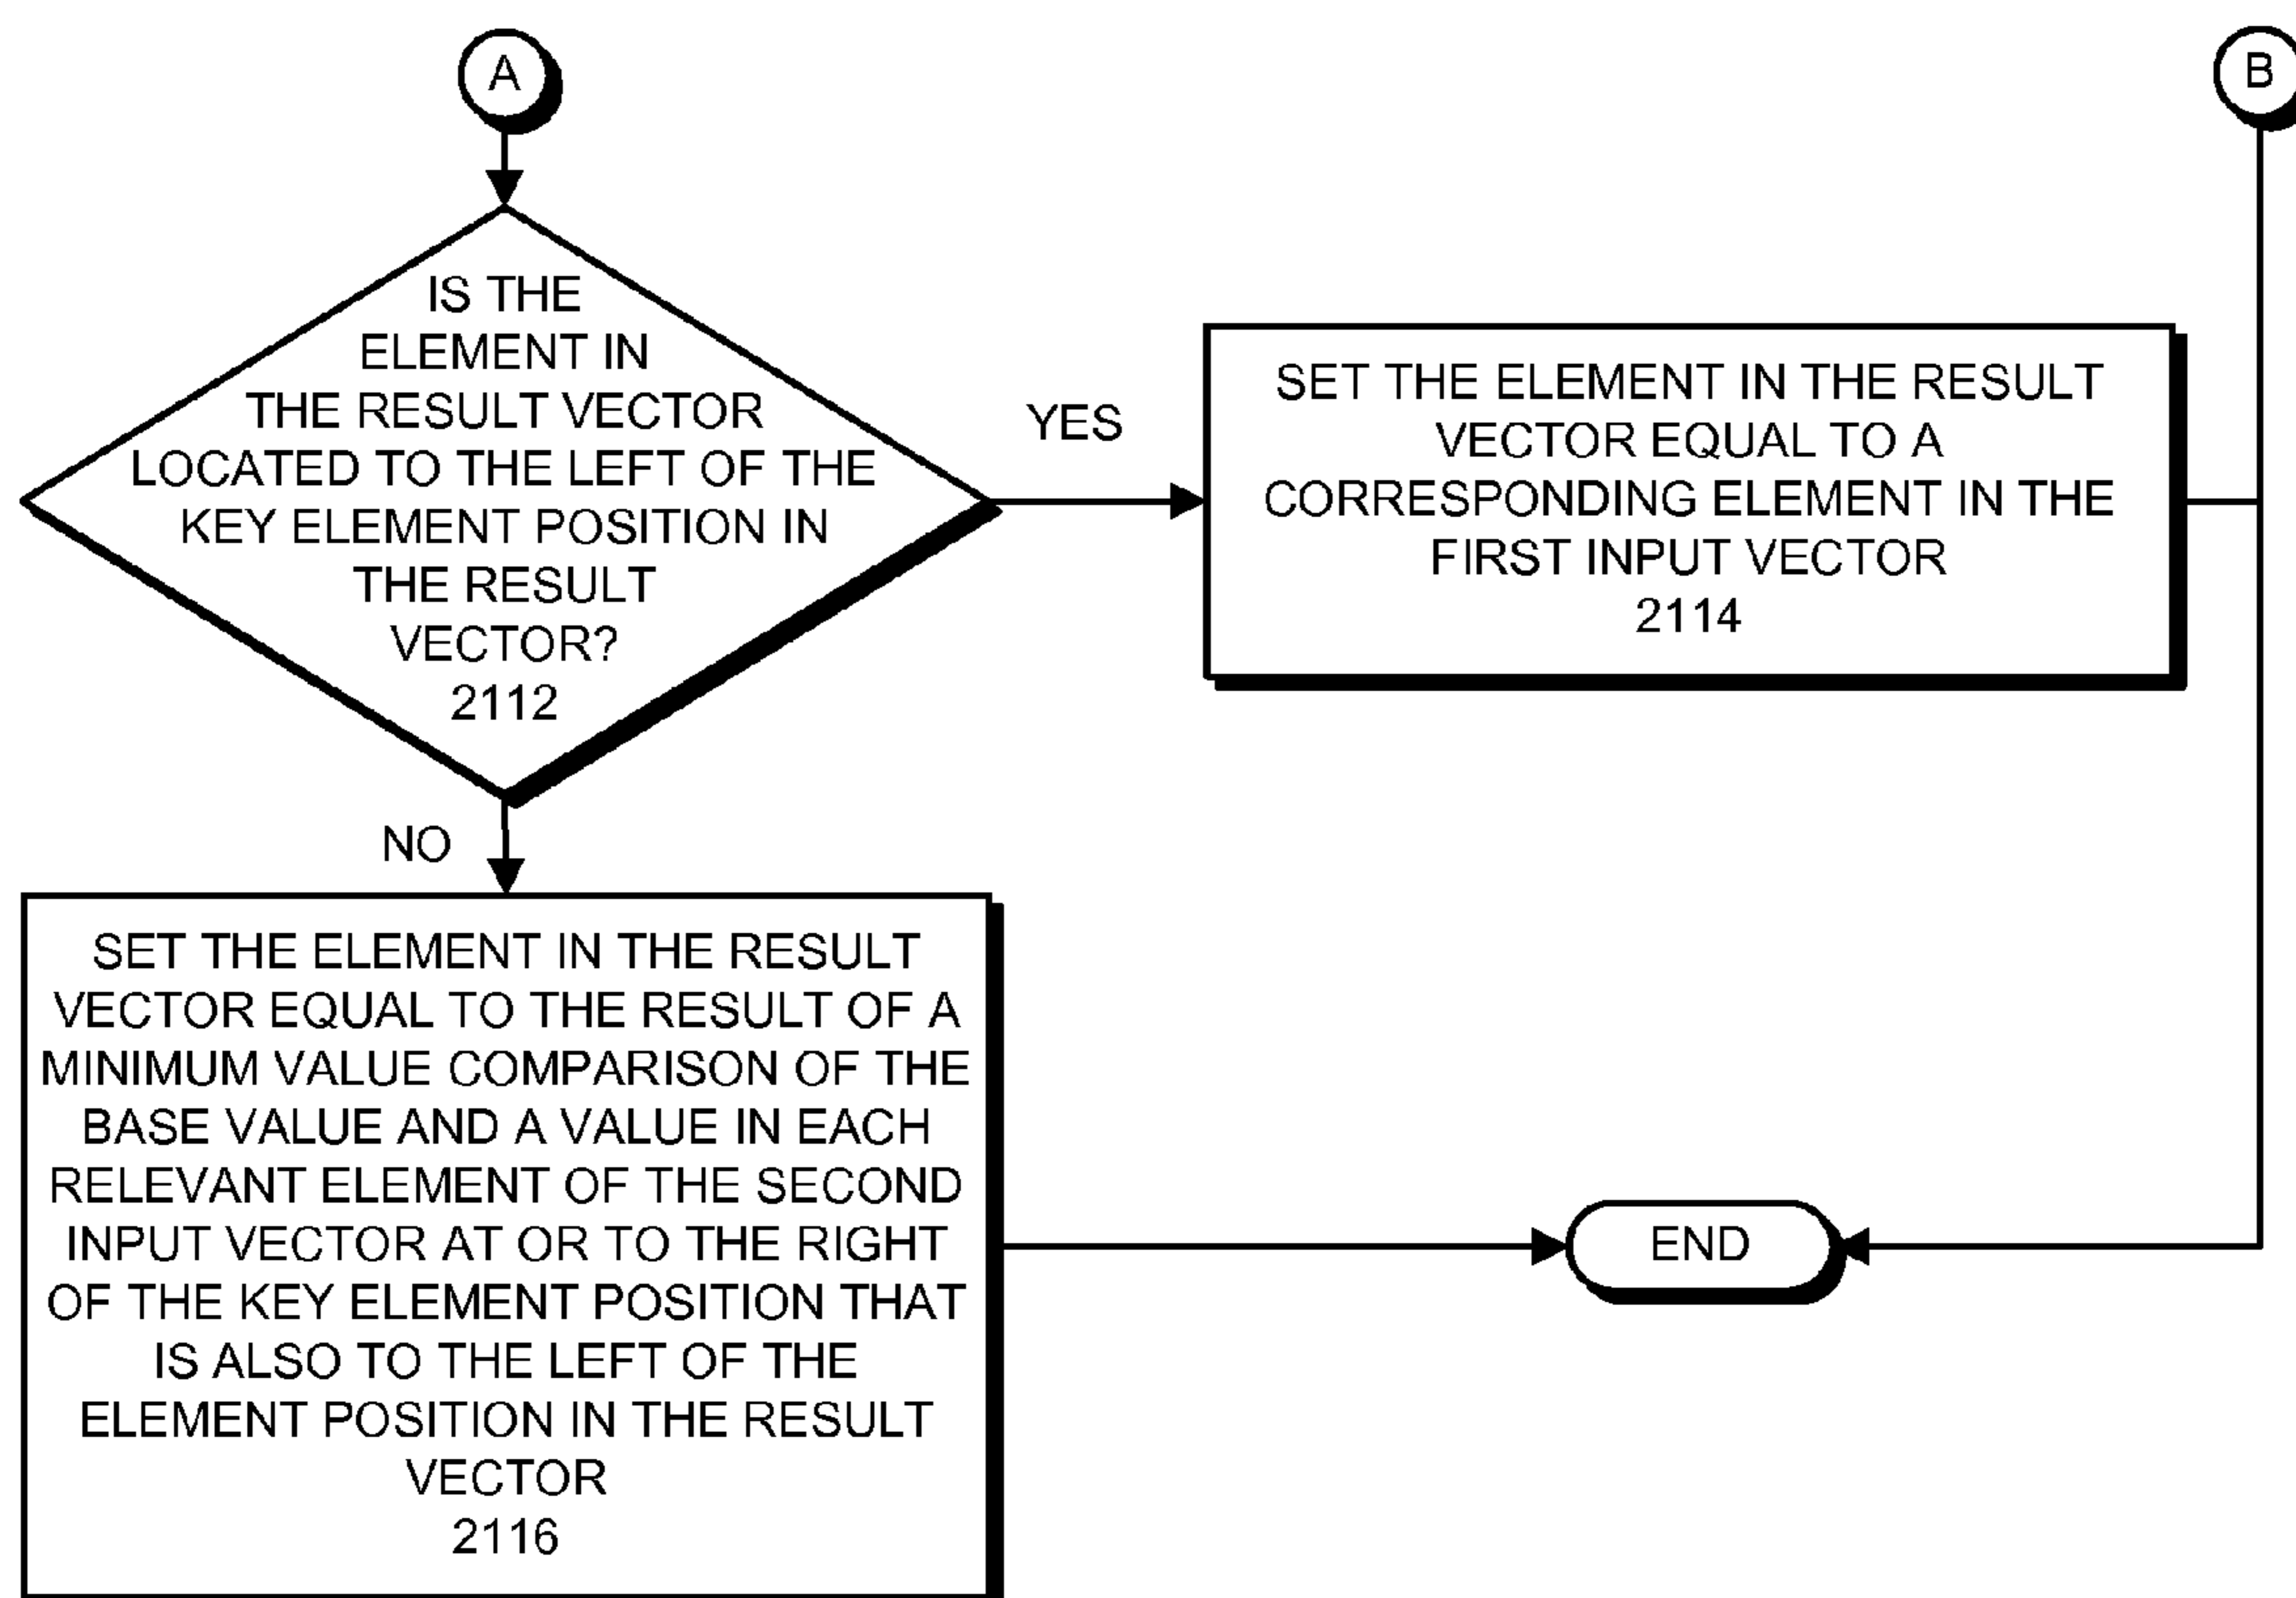 A
B
IS THE
ELEMENT IN
THE RESULT VECTOR
LOCATED TO THE LEFT OF THE
KEY ELEMENT POSITION IN
THE RESULT
VECTOR?
2112
YES
SET THE ELEMENT IN THE RESULT
VECTOR EQUAL TO A
CORRESPONDING ELEMENT IN THE
FIRST INPUT VECTOR
2114
NO
SET THE ELEMENT IN THE RESULT
VECTOR EQUAL TO THE RESULT OF A
MINIMUM VALUE COMPARISON OF THE
BASE VALUE AND A VALUE IN EACH
RELEVANT ELEMENT OF THE SECOND
INPUT VECTOR AT OR TO THE RIGHT
OF THE KEY ELEMENT POSITION THAT
IS ALSO TO THE LEFT OF THE
ELEMENT POSITION IN THE RESULT
VECTOR
2116
END